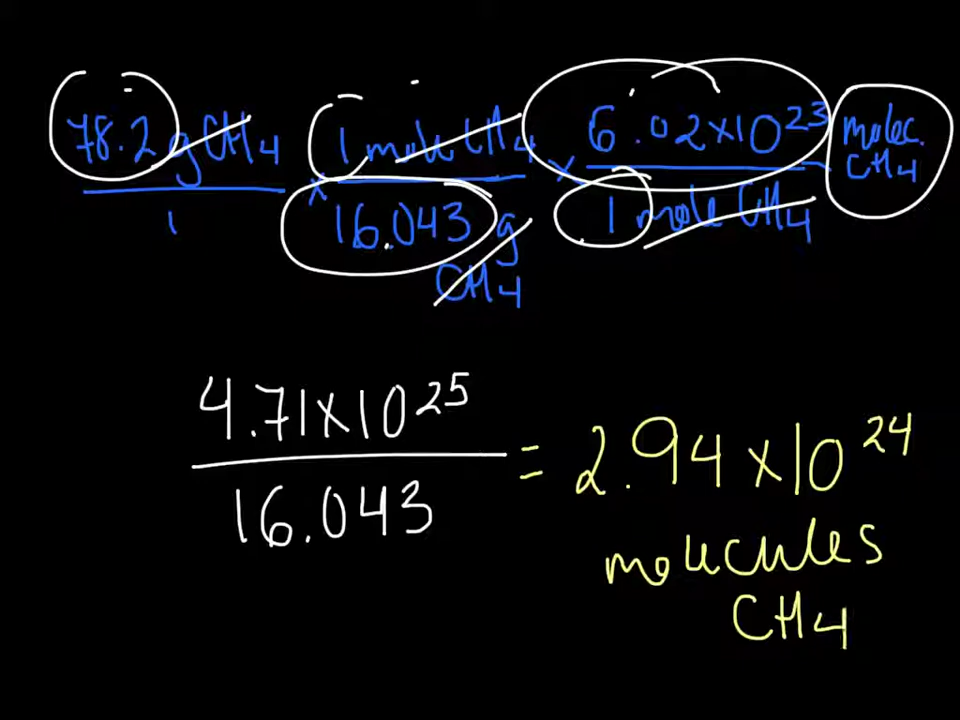 78.2 g CH4 × 1 mole CH4 × 6.02×10^23 molec. CH4
1 16.043 g CH4 1 mole CH4
4.71×10^25
16.043
= 2.94×10^24
molecules
CH4